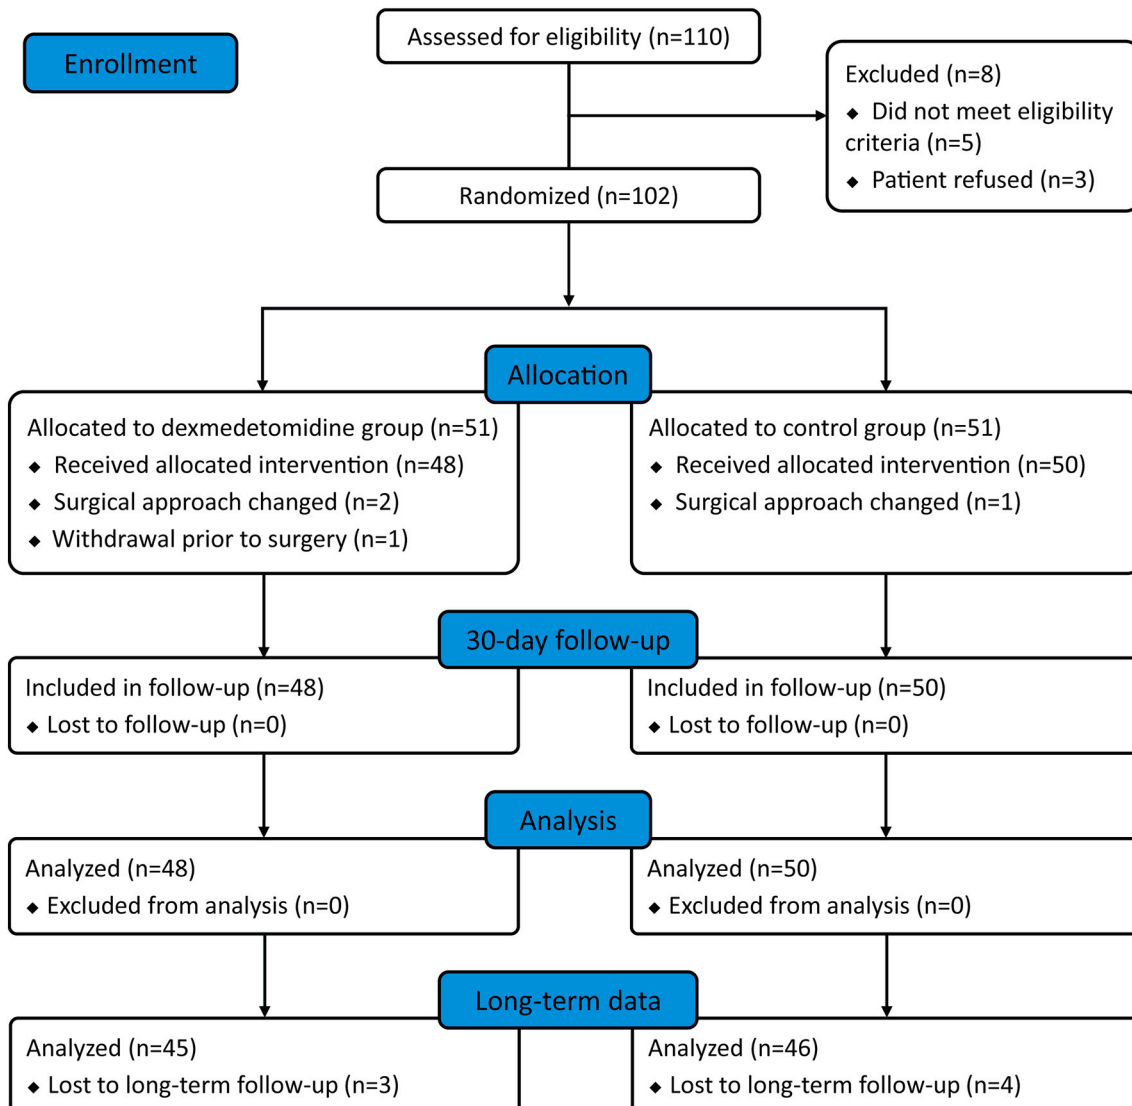 Assessed for eligibility (n=110)
Enrollment
Excluded (n=8)
◆ Did not meet eligibility
criteria (n=5)
◆ Patient refused (n=3)
Randomized (n=102)
Allocation
Allocated to dexmedetomidine group (n=51)
◆ Received allocated intervention (n=48)
◆ Surgical approach changed (n=2)
◆ Withdrawal prior to surgery (n=1)
Allocated to control group (n=51)
◆ Received allocated intervention (n=50)
◆ Surgical approach changed (n=1)
30-day follow-up
Included in follow-up (n=48)
◆ Lost to follow-up (n=0)
Included in follow-up (n=50)
◆ Lost to follow-up (n=0)
Analysis
Analyzed (n=48)
◆ Excluded from analysis (n=0)
Analyzed (n=50)
◆ Excluded from analysis (n=0)
Long-term data
Analyzed (n=45)
◆ Lost to long-term follow-up (n=3)
Analyzed (n=46)
◆ Lost to long-term follow-up (n=4)